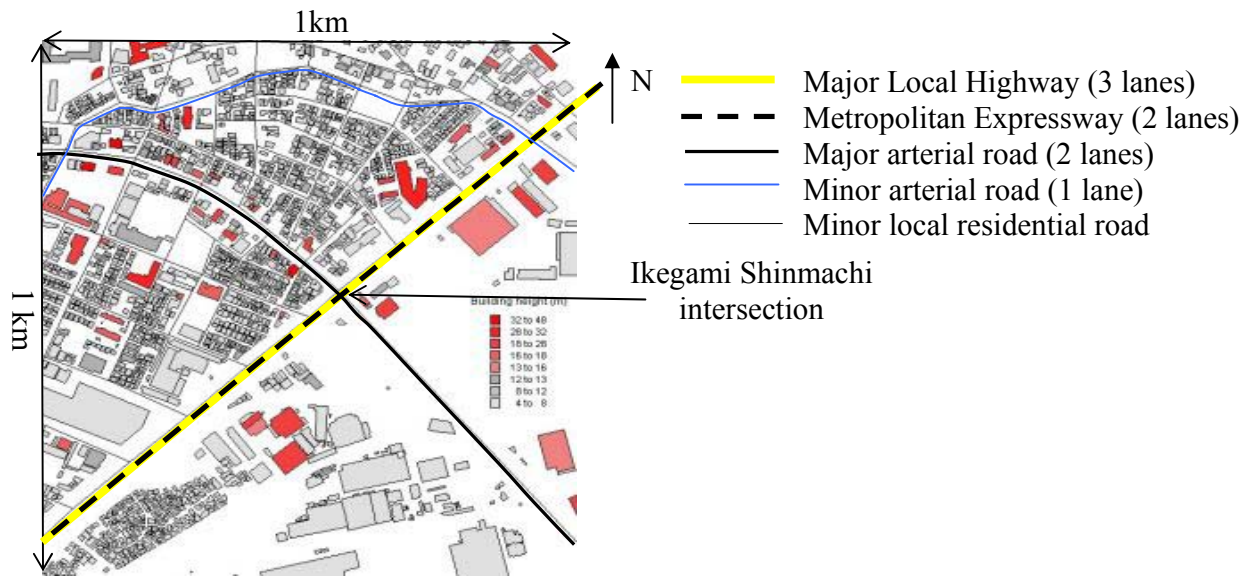 1km
N
1km
Major Local Highway (3 lanes)
Metropolitan Expressway (2 lanes)
Major arterial road (2 lanes)
Minor arterial road (1 lane)
Minor local residential road
Ikegami Shinmachi
intersection
Building height (m)
32 to 48
28 to 32
18 to 28
16 to 18
13 to 16
12 to 13
8 to 12
4 to 8